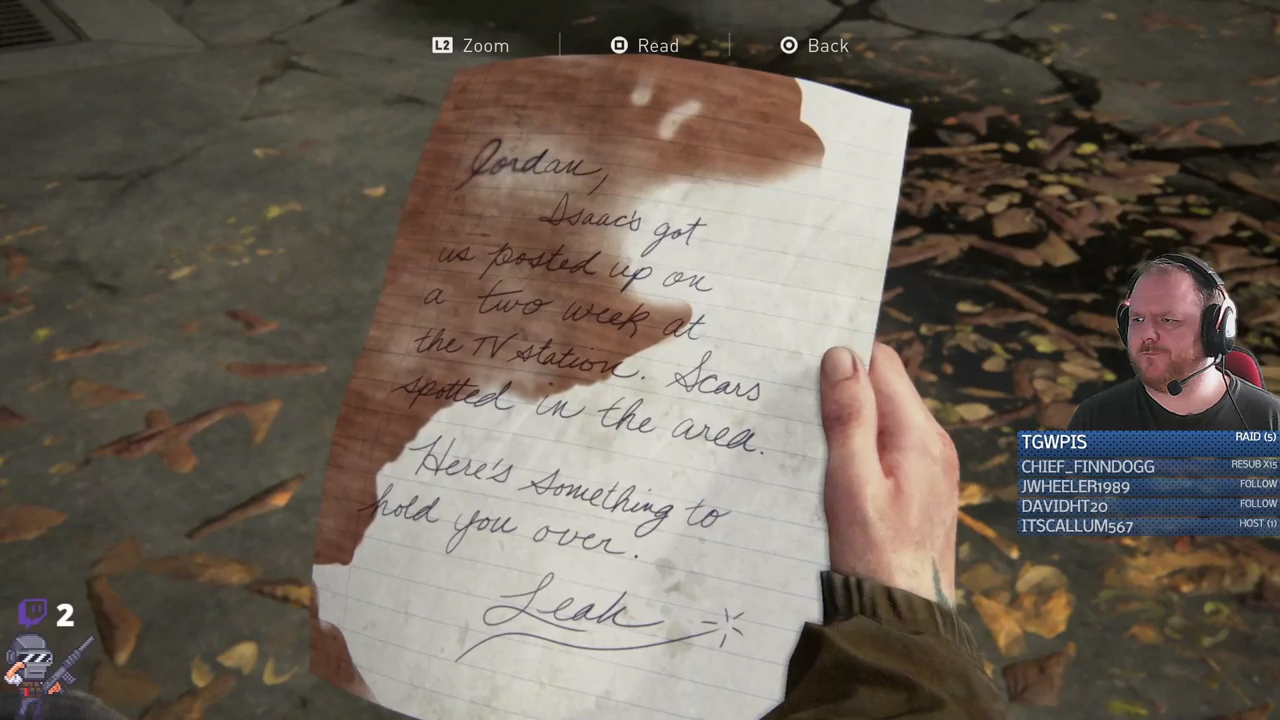 L2 Zoom
Read
Back
Jordan,
Isaac's got
us posted up on
a two week at
the TV station. Scars
spotted in the area.
Here's something to
hold you over.
Leah
TGWPIS RAID (5)
CHIEF_FINNDOGG RESUB X15
JWHEELER1989 FOLLOW
DAVIDHT20 FOLLOW
ITSCALLUM567 HOST (1)
2